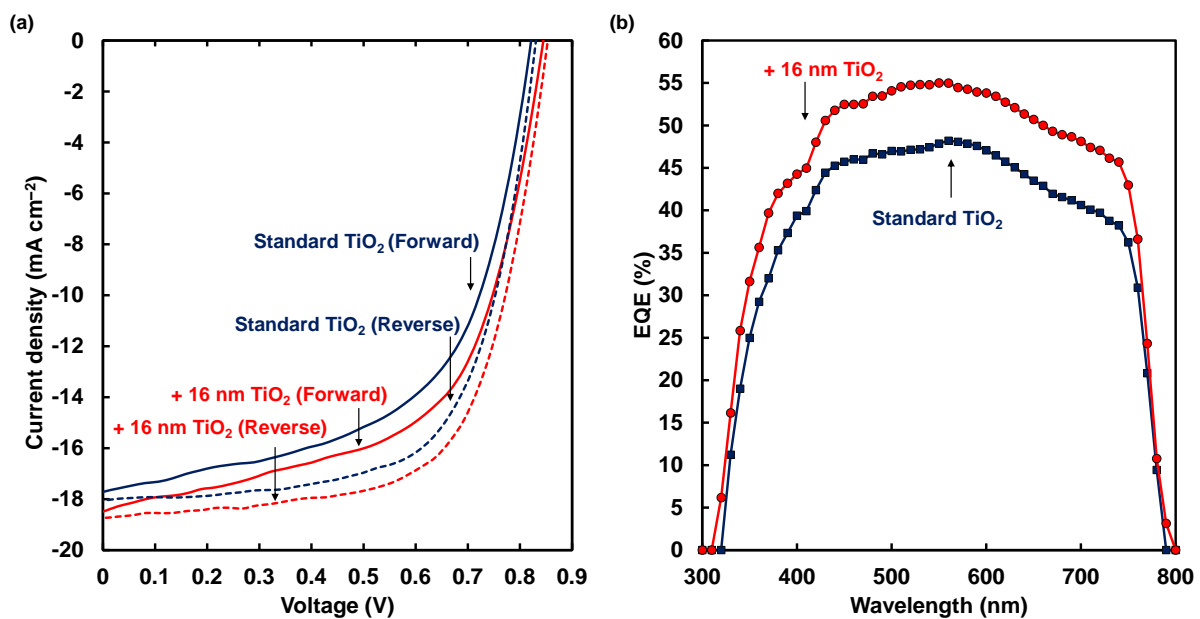 (a)
0
-2
-4
-6
-8
-10
-12
-14
-16
-18
-20
Current density (mA cm⁻²)
Standard TiO₂ (Forward)
Standard TiO₂ (Reverse)
+ 16 nm TiO₂ (Forward)
+ 16 nm TiO₂ (Reverse)
0 0.1 0.2 0.3 0.4 0.5 0.6 0.7 0.8 0.9
Voltage (V)
(b)
60
55
50
45
40
35
30
25
20
15
10
5
0
EQE (%)
+ 16 nm TiO₂
Standard TiO₂
300 400 500 600 700 800
Wavelength (nm)